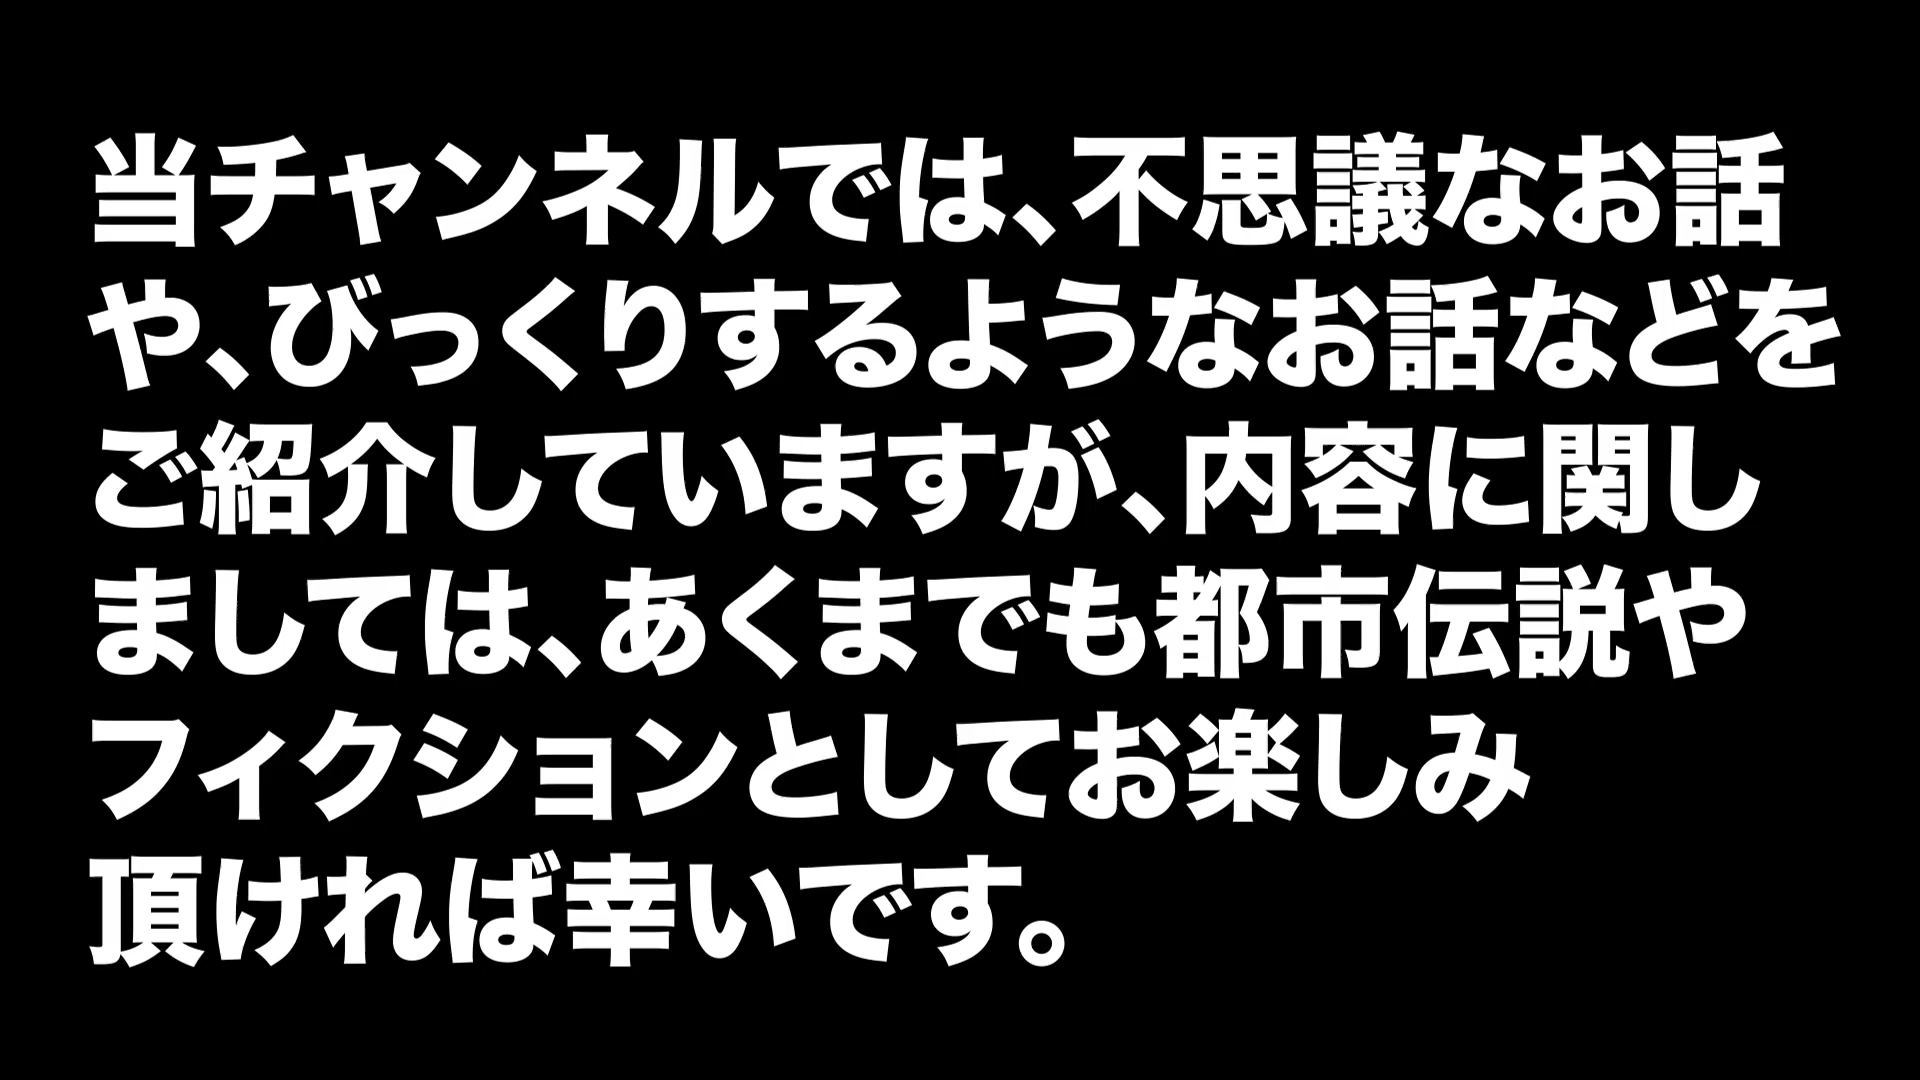 当チャンネルでは、不思議なお話
や、びっくりするようなお話などを
ご紹介していますが、内容に関し
ましては、あくまでも都市伝説や
フィクションとしてお楽しみ
頂ければ幸いです。